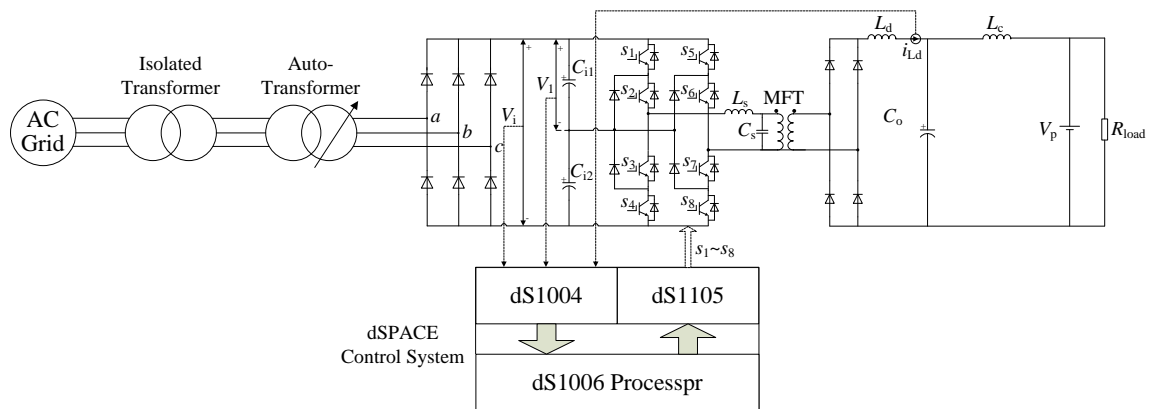 AC
Grid
Isolated
Transformer
Auto-
Transformer
a
b
c
+
-
Vi
+
-
V1
+
Ci1
+
Ci2
s1
s2
s3
s4
s5
s6
s7
s8
Ls
Cs
MFT
Ld
iLd
Lc
+
Co
Vp
Rload
s1~s8
dS1004
dS1105
dSPACE
Control System
dS1006 Processpr